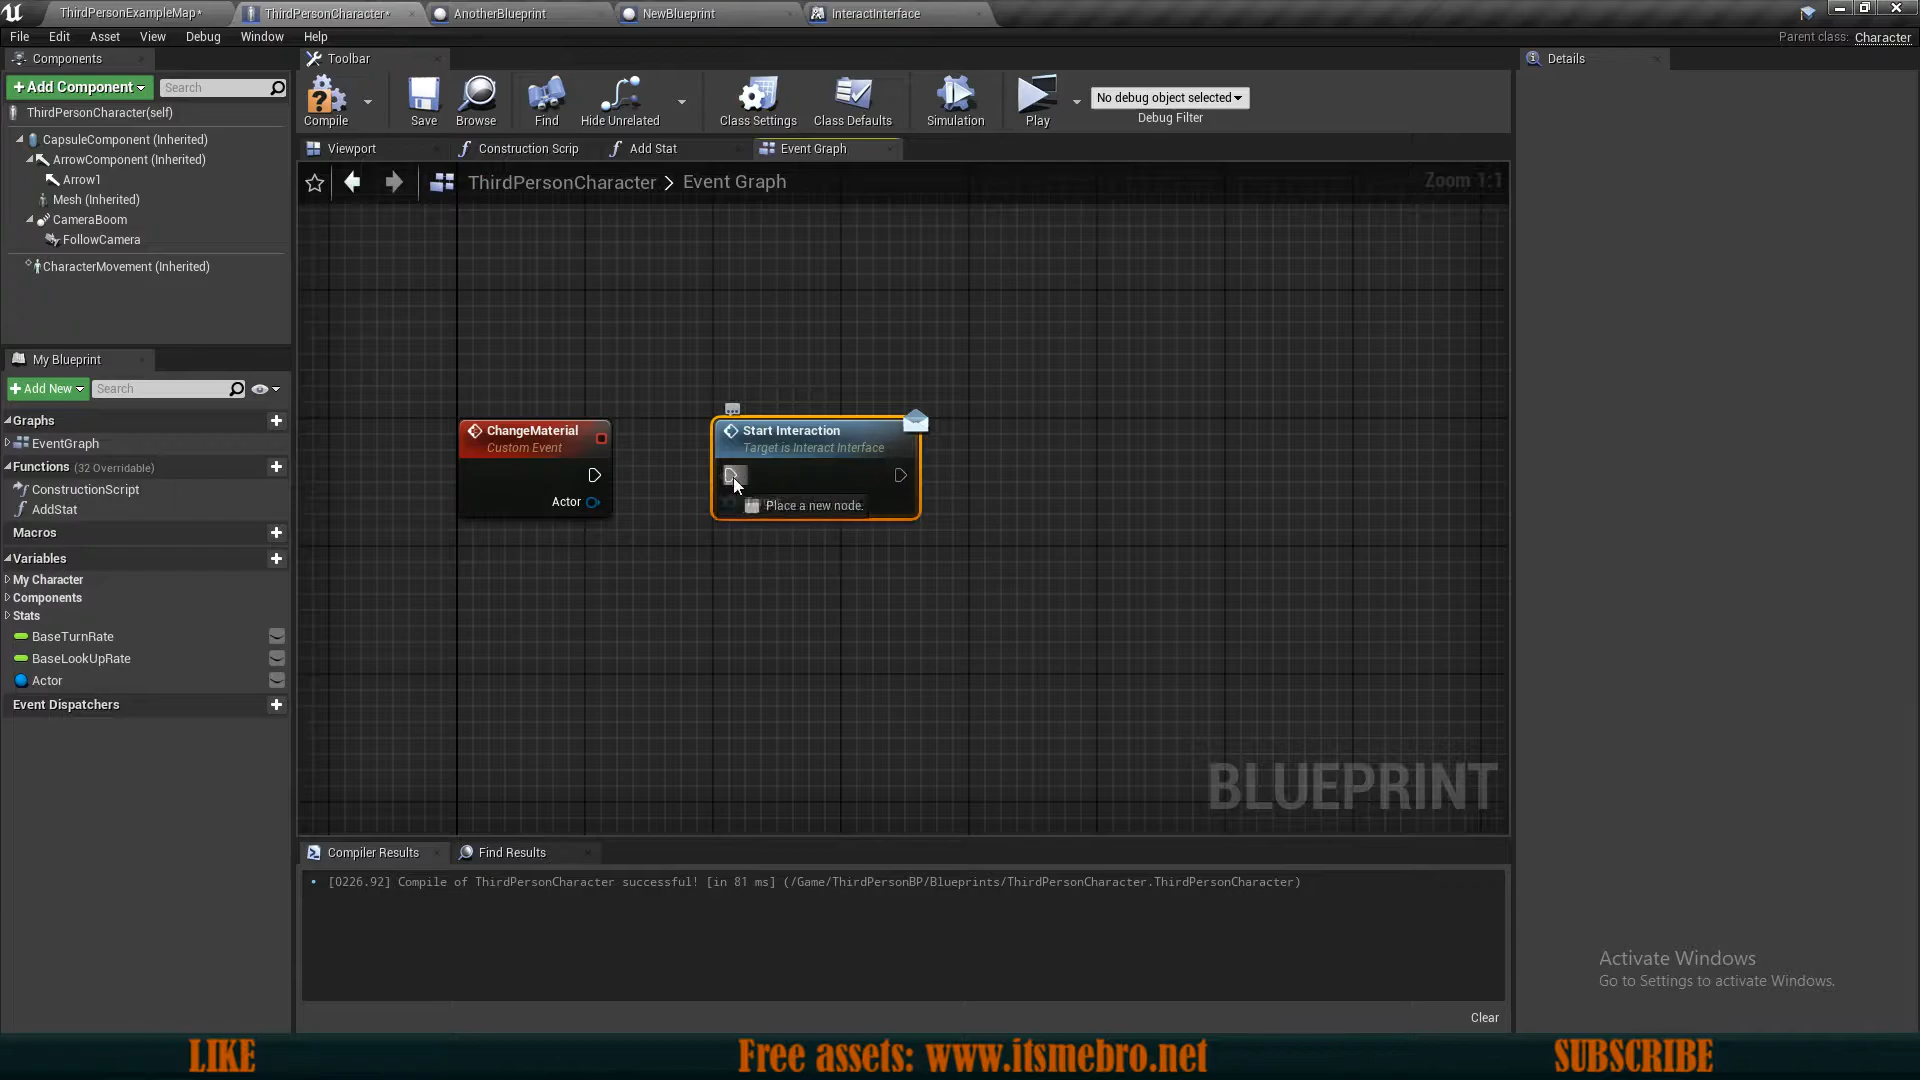 ThirdPersonExampleMap*
ThirdPersonCharacter*
AnotherBlueprint
NewBlueprint
InteractInterface
File Edit Asset View Debug Window Help
Parent class: Character
Components
Toolbar
Details
+ Add Component
Search
Compile
Save
Browse
Find
Hide Unrelated
Class Settings
Class Defaults
Simulation
Play
No debug object selected
Debug Filter
ThirdPersonCharacter(self)
CapsuleComponent (Inherited)
ArrowComponent (Inherited)
Arrow1
Mesh (Inherited)
CameraBoom
FollowCamera
CharacterMovement (Inherited)
Viewport
Construction Scrip
Add Stat
Event Graph
ThirdPersonCharacter > Event Graph
Zoom 1:1
My Blueprint
+ Add New
Search
Graphs
EventGraph
Functions (32 Overridable)
ConstructionScript
AddStat
Macros
Variables
My Character
Components
Stats
BaseTurnRate
BaseLookUpRate
Actor
Event Dispatchers
ChangeMaterial
Custom Event
Actor
Start Interaction
Target is Interact Interface
Place a new node.
BLUEPRINT
Compiler Results
Find Results
[0226.92] Compile of ThirdPersonCharacter successful! [in 81 ms] (/Game/ThirdPersonBP/Blueprints/ThirdPersonCharacter.ThirdPersonCharacter)
Activate Windows
Go to Settings to activate Windows.
Clear
LIKE
Free assets: www.itsmebro.net
SUBSCRIBE